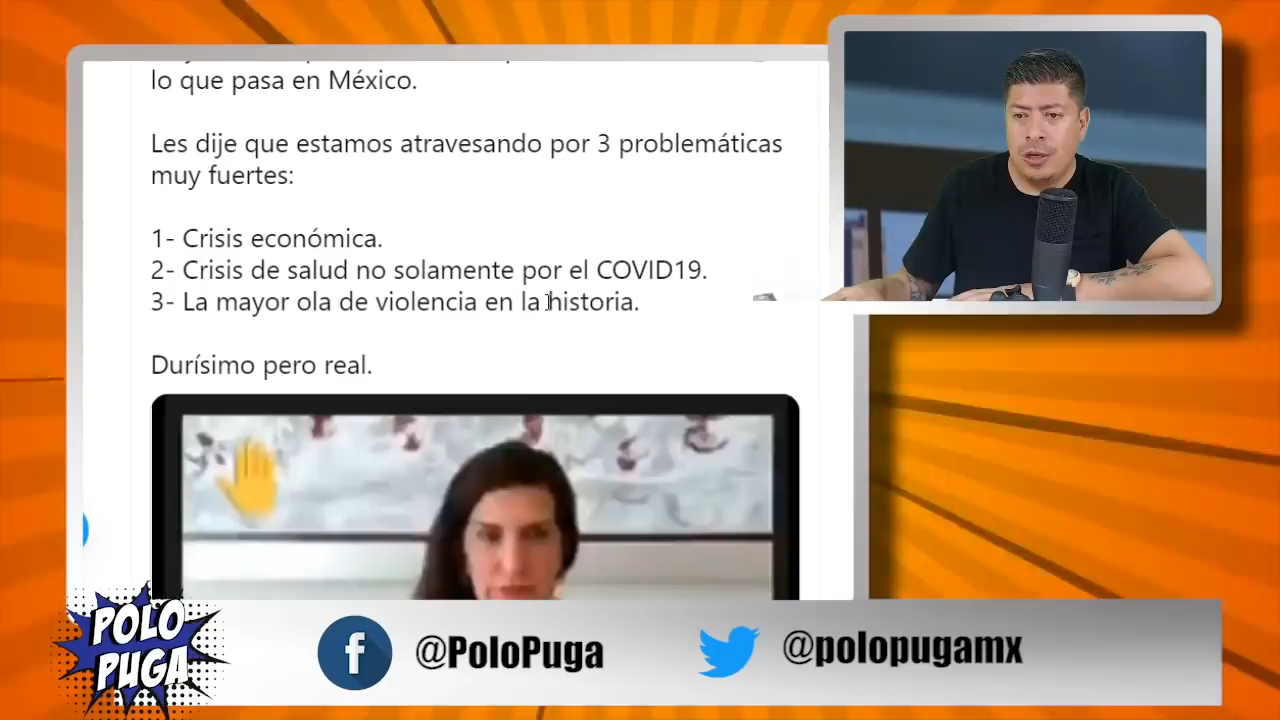 lo que pasa en México.
Les dije que estamos atravesando por 3 problemáticas
muy fuertes:
1- Crisis económica.
2- Crisis de salud no solamente por el COVID19.
3- La mayor ola de violencia en la historia.
Durísimo pero real.
POLO
PUGA
f
@PoloPuga
@polopugamx